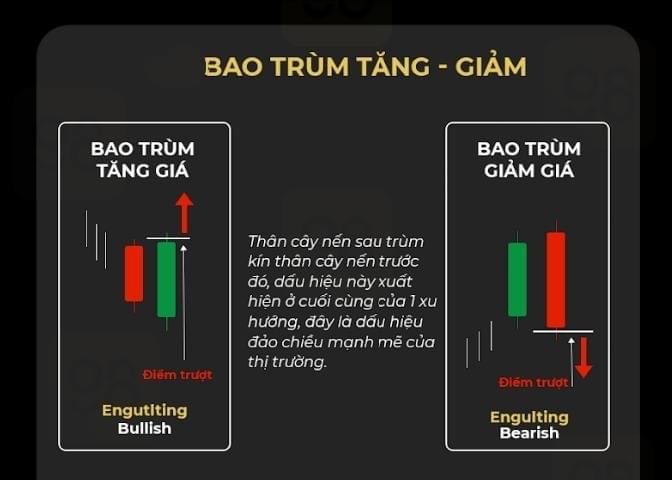 BAO TRÙM TĂNG - GIẢM
BAO TRÙM
TĂNG GIÁ
Điểm trượt
Engutlting
Bullish
Thân cây nến sau trùm
kín thân cây nến trước
đó, dấu hiệu này xuất
hiện ở cuối cùng của 1 xu
hướng, đây là dấu hiệu
đảo chiều mạnh mẽ của
thị trường.
BAO TRÙM
GIẢM GIÁ
Điểm trượt
Engulting
Bearish